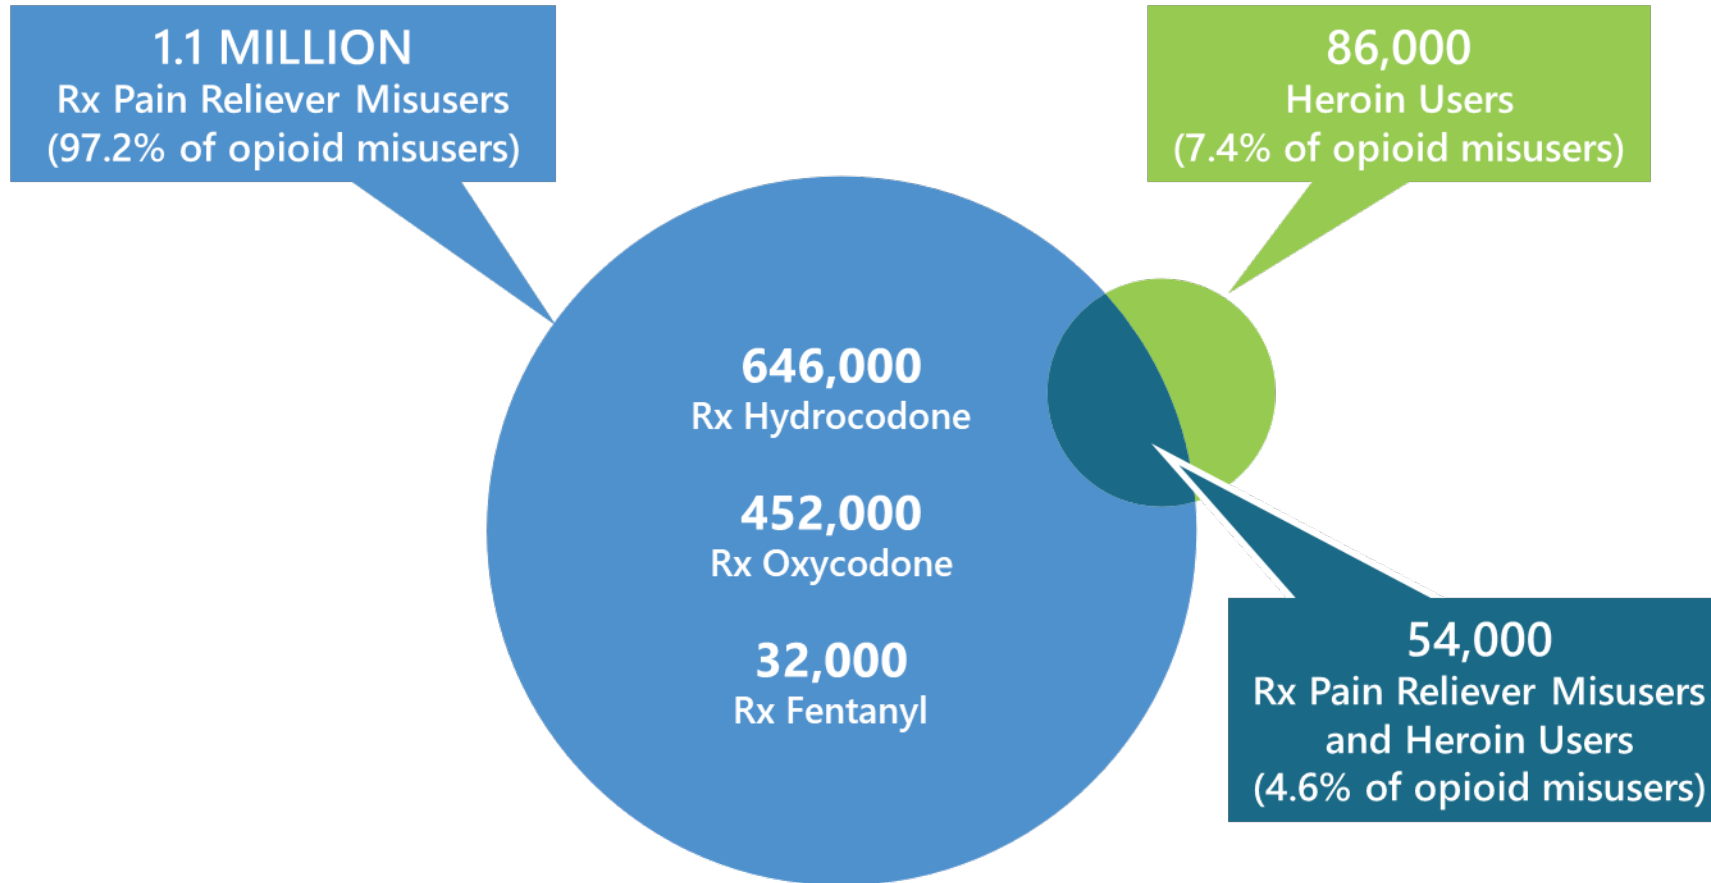 1.1 MILLION
Rx Pain Reliever Misusers
(97.2% of opioid misusers)
86,000
Heroin Users
(7.4% of opioid misusers)
646,000
Rx Hydrocodone
452,000
Rx Oxycodone
32,000
Rx Fentanyl
54,000
Rx Pain Reliever Misusers
and Heroin Users
(4.6% of opioid misusers)